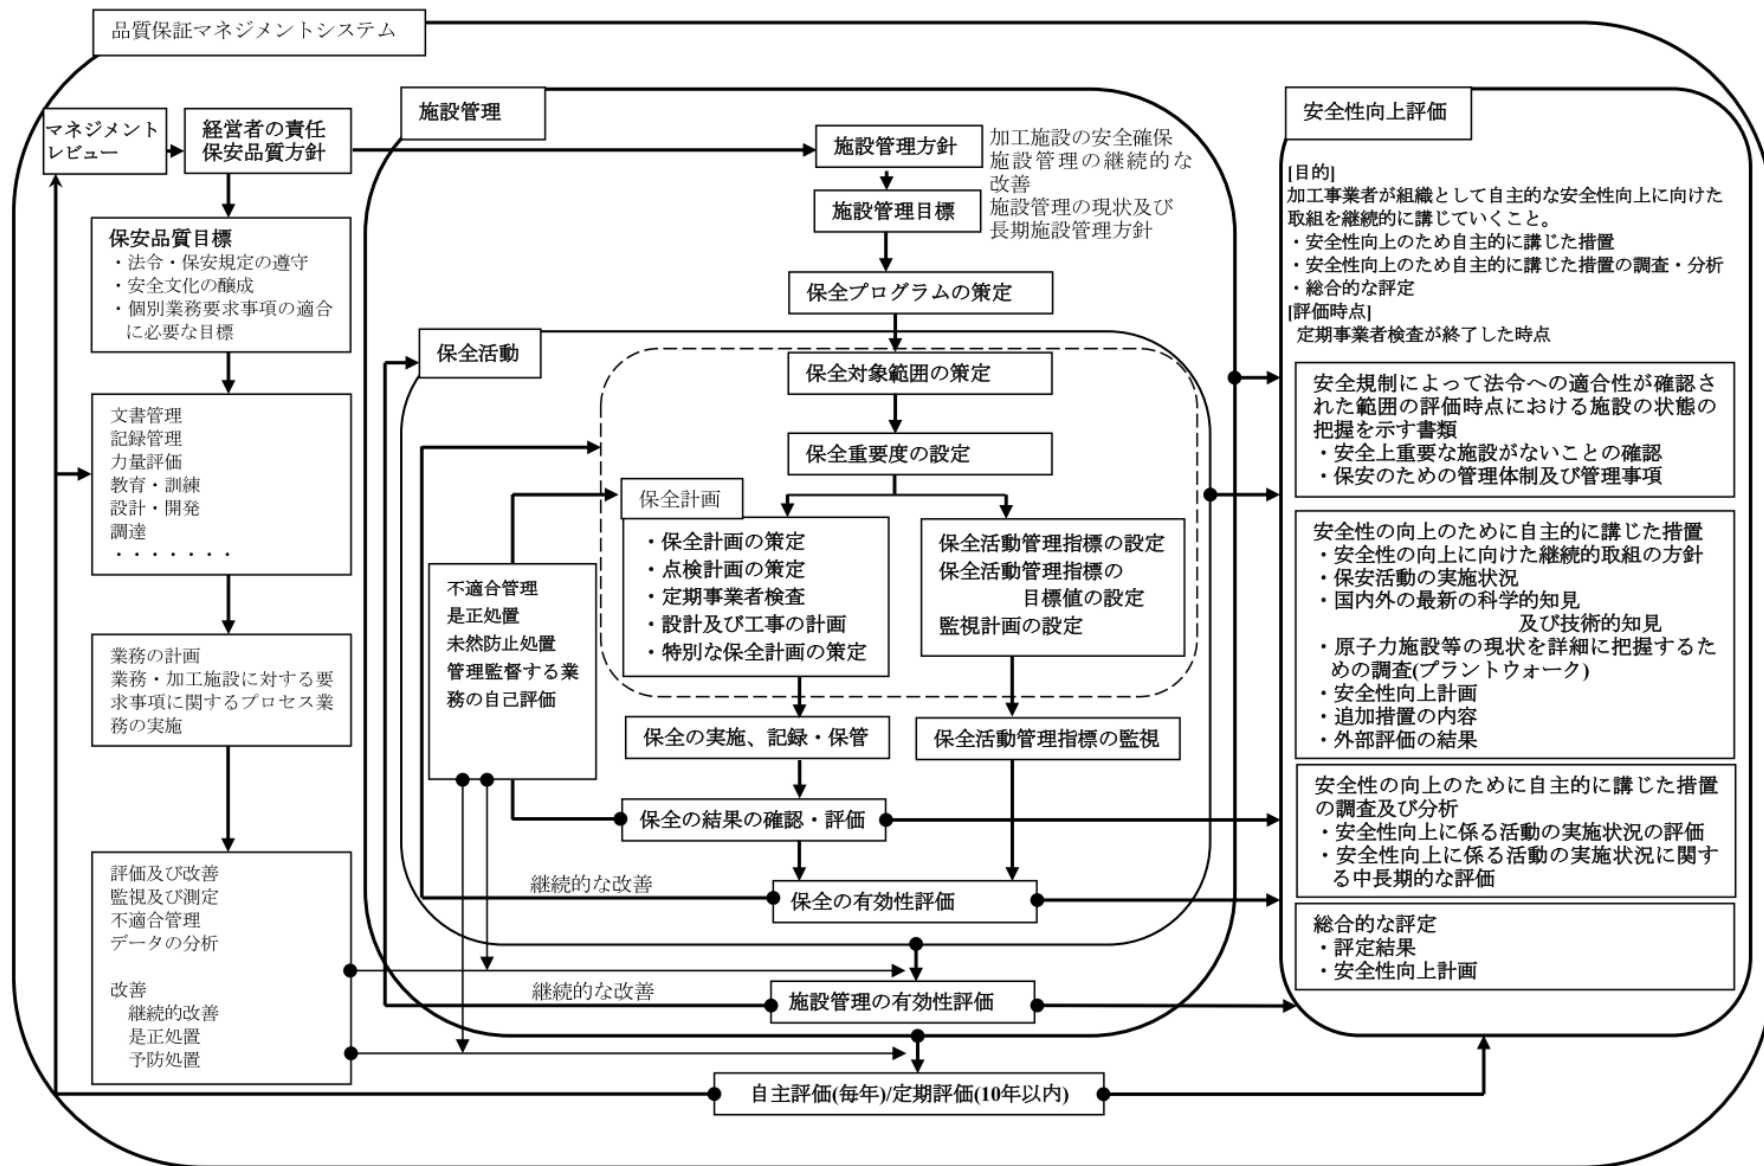 品質保証マネジメントシステム
マネジメント
レビュー
経営者の責任
保安品質方針
保安品質目標
・法令・保安規定の遵守
・安全文化の醸成
・個別業務要求事項の適合
に必要な目標
文書管理
記録管理
力量評価
教育・訓練
設計・開発
調達
・・・・・・・
業務の計画
業務・加工施設に対する要
求事項に関するプロセス業
務の実施
評価及び改善
監視及び測定
不適合管理
データの分析
改善
継続的改善
是正処置
予防処置
施設管理
施設管理方針
加工施設の安全確保
施設管理の継続的な
改善
施設管理目標
施設管理の現状及び
長期施設管理方針
保全プログラムの策定
保全活動
保全対象範囲の策定
保全重要度の設定
保全計画
・保全計画の策定
・点検計画の策定
・定期事業者検査
・設計及び工事の計画
・特別な保全計画の策定
保全活動管理指標の設定
保全活動管理指標の
目標値の設定
監視計画の設定
不適合管理
是正処置
未然防止処置
管理監督する業
務の自己評価
保全の実施、記録・保管
保全活動管理指標の監視
保全の結果の確認・評価
継続的な改善
保全の有効性評価
継続的な改善
施設管理の有効性評価
自主評価(毎年)/定期評価(10年以内)
安全性向上評価
[目的]
加工事業者が組織として自主的な安全性向上に向けた
取組を継続的に講じていくこと。
・安全性向上のため自主的に講じた措置
・安全性向上のため自主的に講じた措置の調査・分析
・総合的な評定
[評価時点]
定期事業者検査が終了した時点
安全規制によって法令への適合性が確認さ
れた範囲の評価時点における施設の状態の
把握を示す書類
・安全上重要な施設がないことの確認
・保安のための管理体制及び管理事項
安全性の向上のために自主的に講じた措置
・安全性の向上に向けた継続的取組の方針
・保安活動の実施状況
・国内外の最新の科学的知見
及び技術的知見
・原子力施設等の現状を詳細に把握するた
めの調査(プラントウォーク)
・安全性向上計画
・追加措置の内容
・外部評価の結果
安全性の向上のために自主的に講じた措置
の調査及び分析
・安全性向上に係る活動の実施状況の評価
・安全性向上に係る活動の実施状況に関す
る中長期的な評価
総合的な評定
・評定結果
・安全性向上計画